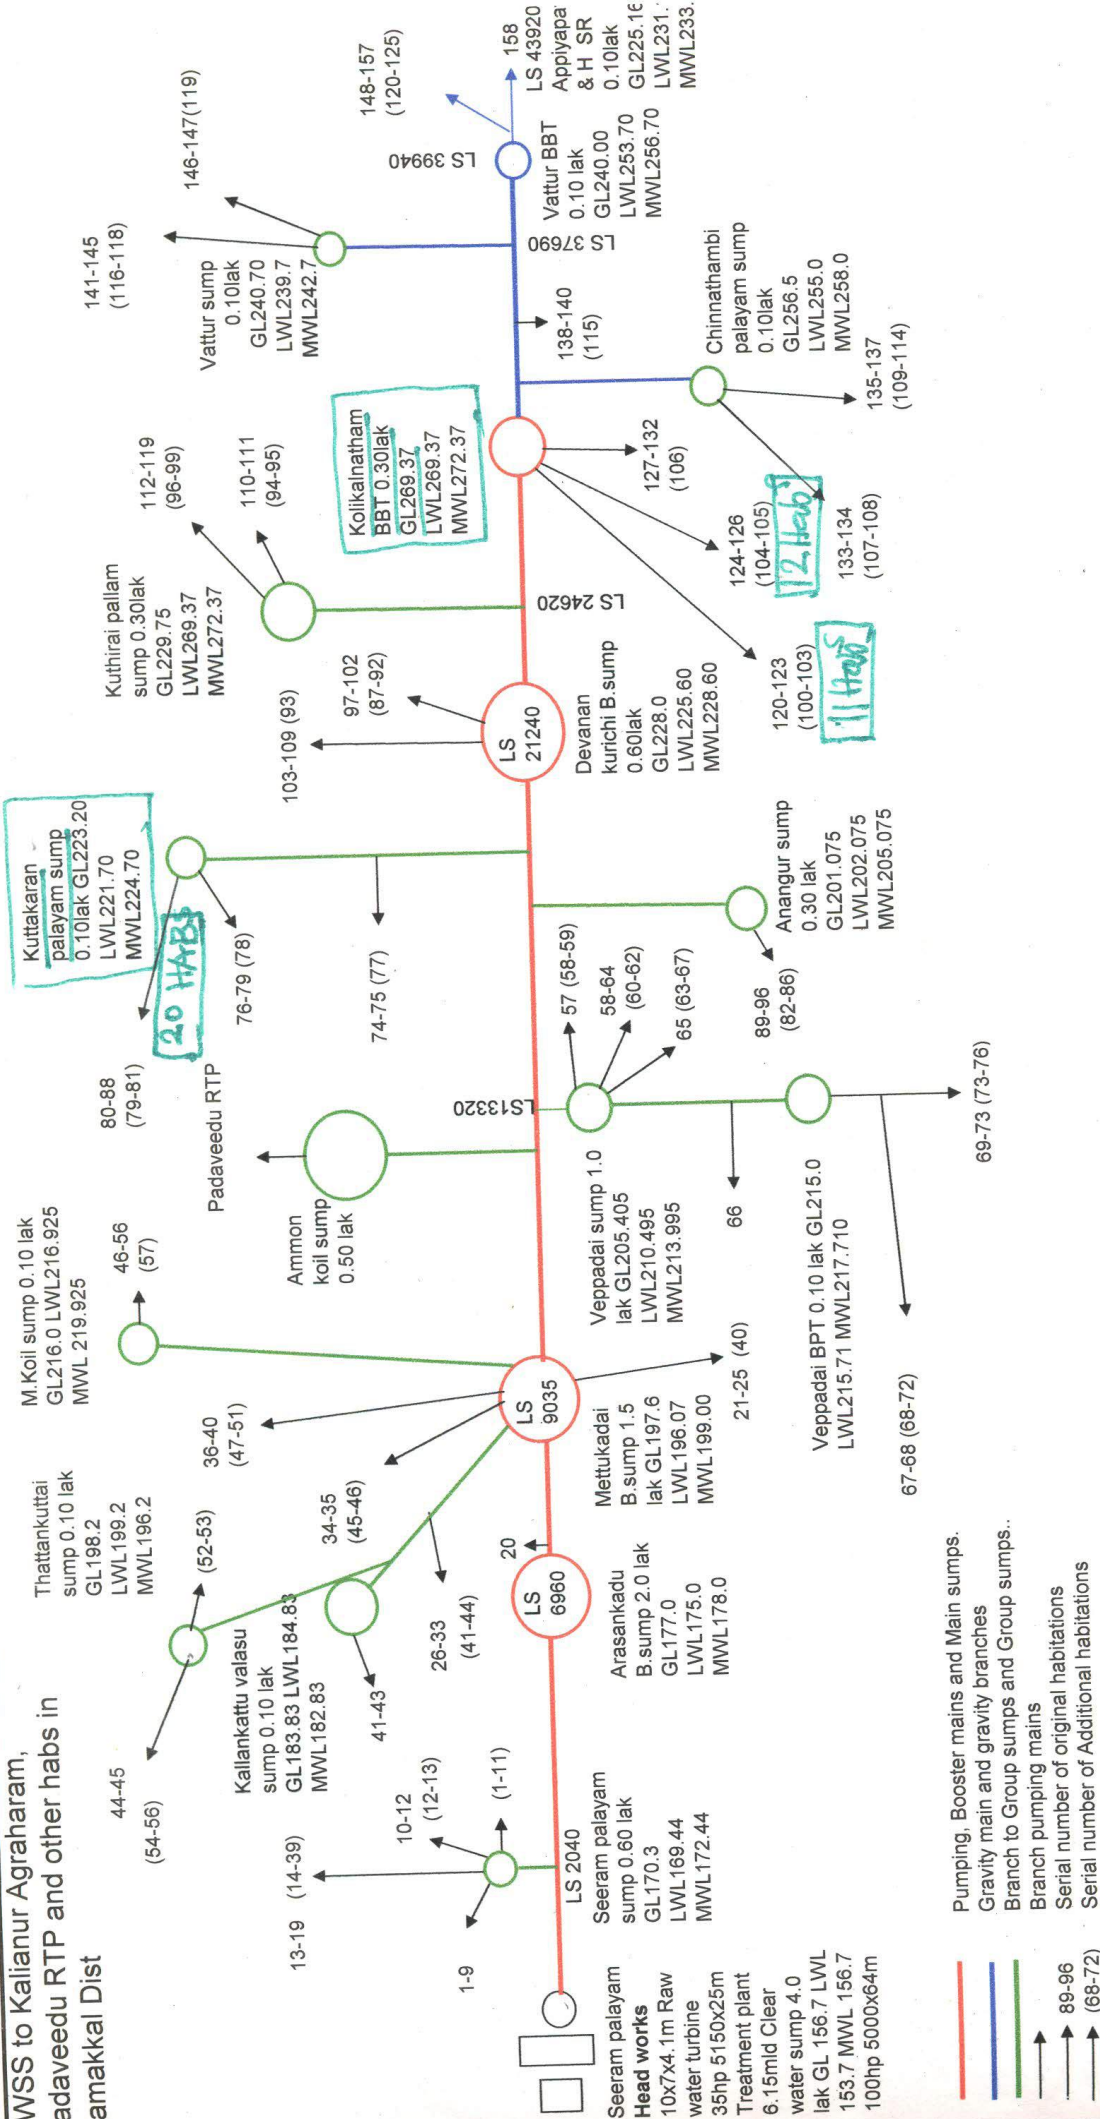 WSS to Kalianur Agraharam,
adaveedu RTP and other habs in
amakkal Dist
Seeram palayam
Head works
10x7x4.1m Raw
water turbine
35hp 5150x25m
Treatment plant
6.15mld Clear
water sump 4.0
lak GL 156.7 LWL
153.7 MWL 156.7
100hp 5000x64m
LS 2040
Seeram palayam
sump 0.60 lak
GL170.3
LWL169.44
MWL172.44
1-9
13-19 (14-39)
10-12
(12-13)
(1-11)
44-45
(54-56)
Thattankuttai
sump 0.10 lak
GL198.2
LWL199.2
MWL196.2
(52-53)
Kallankattu valasu
sump 0.10 lak
GL183.83 LWL184.83
MWL182.83
41-43
26-33
(41-44)
34-35
(45-46)
36-40
(47-51)
LS
6960
20
Arasankadu
B.sump 2.0 lak
GL177.0
LWL175.0
MWL178.0
M.Koil sump 0.10 lak
GL216.0 LWL216.925
MWL 219.925
46-56
(57)
LS
9035
Mettukadai
B.sump 1.5
lak GL197.6
LWL196.07
MWL199.00
21-25 (40)
Ammon
koil sump
0.50 lak
Padaveedu RTP
LS13320
Veppadai sump 1.0
lak GL205.405
LWL210.495
MWL213.995
57 (58-59)
58-64
(60-62)
65 (63-67)
66
Veppadai BPT 0.10 lak GL215.0
LWL215.71 MWL217.710
67-68 (68-72)
69-73 (73-76)
Kuttakaran
palayam sump
0.10lak GL223.20
LWL221.70
MWL224.70
20 HABs
80-88
(79-81)
76-79 (78)
74-75 (77)
89-96
(82-86)
Anangur sump
0.30 lak
GL201.075
LWL202.075
MWL205.075
LS
21240
Devanan
kurichi B.sump
0.60lak
GL228.0
LWL225.60
MWL228.60
103-109 (93)
97-102
(87-92)
Kuthirai pallam
sump 0.30lak
GL229.75
LWL269.37
MWL272.37
112-119
(96-99)
110-111
(94-95)
LS 24620
Kolikalnatham
BBT 0.30lak
GL269.37
LWL269.37
MWL272.37
120-123
(100-103)
11 Habs
124-126
(104-105)
12 Habs
127-132
(106)
133-134
(107-108)
135-137
(109-114)
Chinnathambi
palayam sump
0.10lak
GL256.5
LWL255.0
MWL258.0
138-140
(115)
LS 37690
Vattur sump
0.10lak
GL240.70
LWL239.7
MWL242.7
141-145
(116-118)
146-147(119)
LS 39940
Vattur BBT
0.10 lak
GL240.00
LWL253.70
MWL256.70
148-157
(120-125)
158
LS 43920
Appiyapa
& H SR
0.10lak
GL225.16
LWL231.
MWL233.
Pumping, Booster mains and Main sumps.
Gravity main and gravity branches
Branch to Group sumps and Group sumps..
Branch pumping mains
89-96 Serial number of original habitations
(68-72) Serial number of Additional habitations